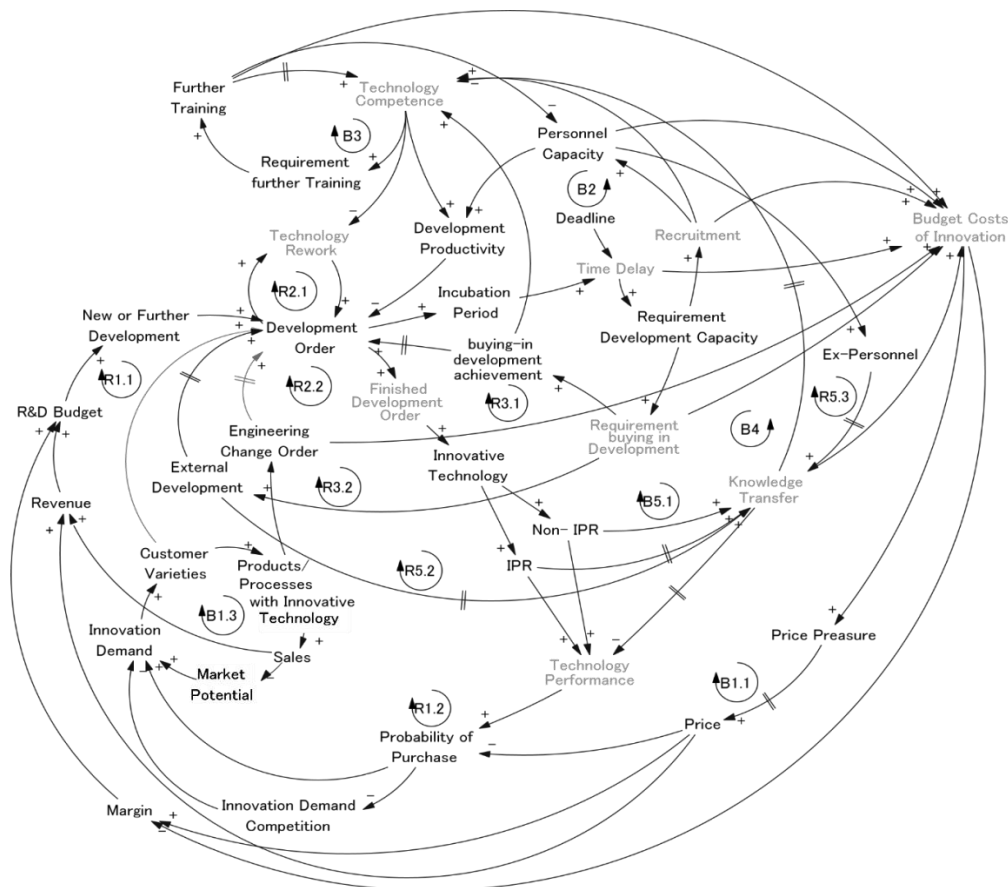 Further
Training
Technology
Competence
B3
Personnel
Capacity
Requirement
further Training
B2
Deadline
Budget Costs
of Innovation
Technology
Rework
Development
Productivity
Recruitment
Time Delay
R2.1
Incubation
Period
New or Further
Development
Development
Order
Requirement
Development Capacity
buying-in
development
achievement
Ex-Personnel
R1.1
R2.2
Finished
Development
Order
R3.1
R5.3
R&D Budget
Engineering
Change Order
Requirement
buying in
Development
B4
External
Development
R3.2
Innovative
Technology
Knowledge
Transfer
Revenue
B5.1
Non- IPR
Customer
Varieties
Products
Processes
with Innovative
Technology
R5.2
IPR
B1.3
Innovation
Demand
Sales
Market
Potential
Technology
Performance
Price Preasure
B1.1
R1.2
Probability of
Purchase
Price
Margin
Innovation Demand
Competition